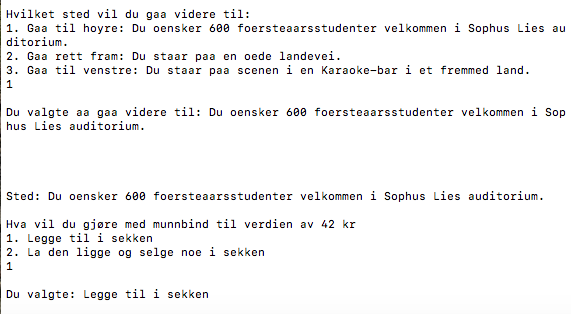 Hvilket sted vil du gaa videre til:
1. Gaa til hoyre: Du oensker 600 foersteaarsstudenter velkommen i Sophus Lies au
ditorium.
2. Gaa rett fram: Du staar paa en oede landevei.
3. Gaa til venstre: Du staar paa scenen i en Karaoke-bar i et fremmed land.
1
Du valgte aa gaa videre til: Du oensker 600 foersteaarsstudenter velkommen i Sop
hus Lies auditorium.
Sted: Du oensker 600 foersteaarsstudenter velkommen i Sophus Lies auditorium.
Hva vil du gjøre med munnbind til verdien av 42 kr
1. Legge til i sekken
2. La den ligge og selge noe i sekken
1
Du valgte: Legge til i sekken